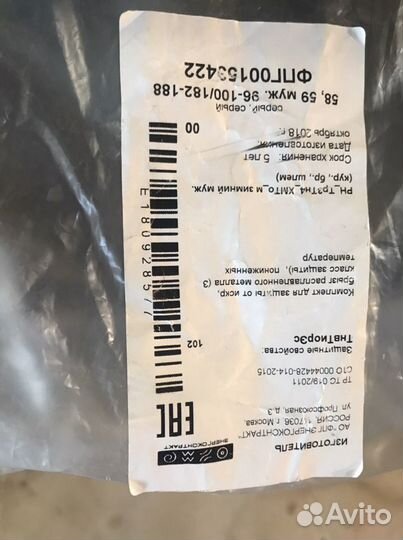 ЭНЕРГОКОНТРАКТ
ИЗГОТОВИТЕЛЬ
АО "ФПГ ЭНЕРГОКОНТРАКТ"
РОССИЯ, 117036, г. Москва,
ул. Профсоюзная, д.3
EAC
ТР ТС 019/2011
СТО 00044428-014-2015
Защитные свойства:
ТнвТиорЭс
102
Комплект для защиты от искр,
брызг расплавленного металла (3
класс защиты), пониженных
температур
E180928577
РН_Тр3Тн4_ХМТо_м зимний муж.
(кур., бр., шлем)
Срок хранения: 5 лет
Дата изготовления:
октябрь 2018 г.
00
серый, серый
58, 59 муж. 96-100/182-188
ФПГ00153422
Avito